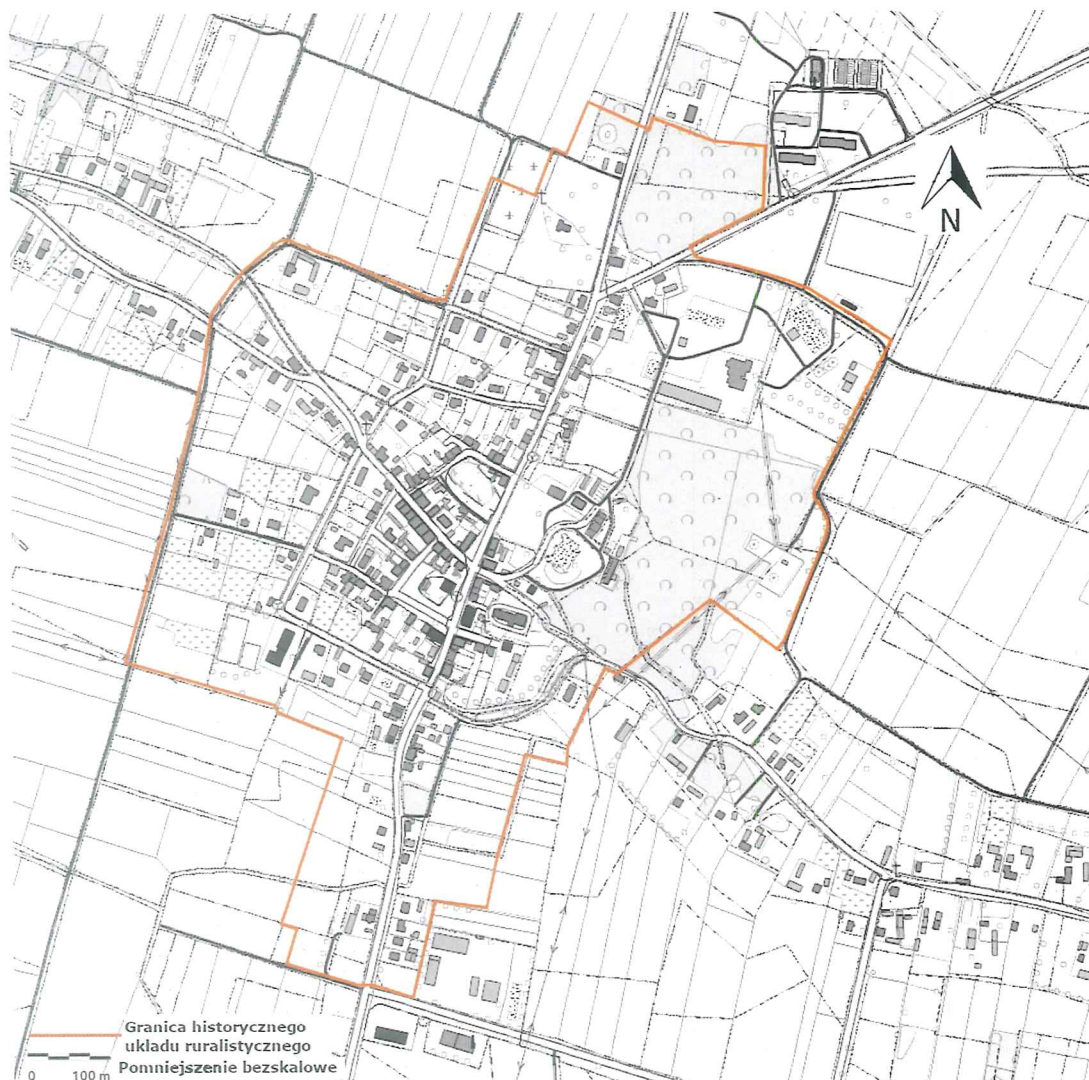 N
Granica historycznego
układu ruralistycznego
Pomniejszenie bezskalowe
0 100 m